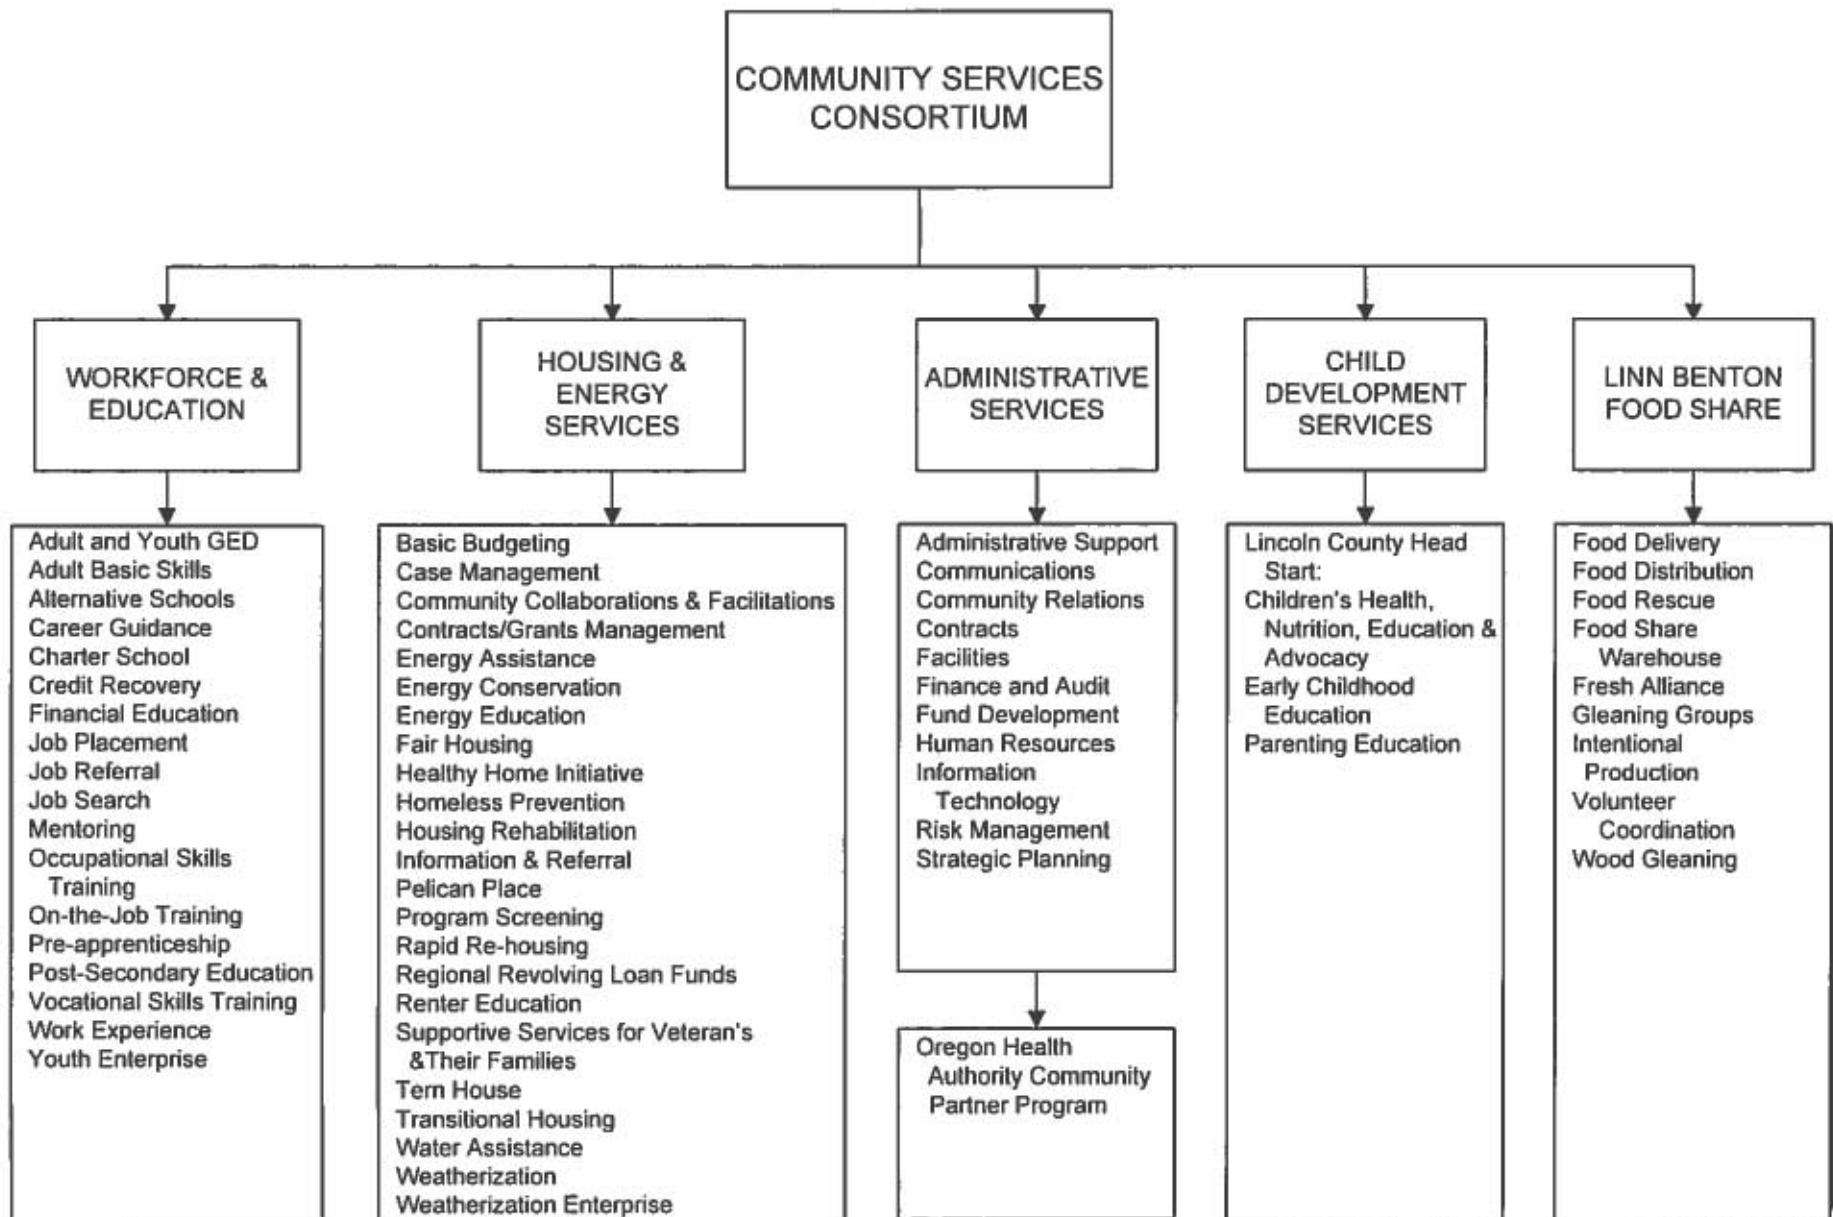 COMMUNITY SERVICES
CONSORTIUM
WORKFORCE &
EDUCATION
HOUSING &
ENERGY
SERVICES
ADMINISTRATIVE
SERVICES
CHILD
DEVELOPMENT
SERVICES
LINN BENTON
FOOD SHARE
Adult and Youth GED
Adult Basic Skills
Alternative Schools
Career Guidance
Charter School
Credit Recovery
Financial Education
Job Placement
Job Referral
Job Search
Mentoring
Occupational Skills
Training
On-the-Job Training
Pre-apprenticeship
Post-Secondary Education
Vocational Skills Training
Work Experience
Youth Enterprise
Basic Budgeting
Case Management
Community Collaborations & Facilitations
Contracts/Grants Management
Energy Assistance
Energy Conservation
Energy Education
Fair Housing
Healthy Home Initiative
Homeless Prevention
Housing Rehabilitation
Information & Referral
Pelican Place
Program Screening
Rapid Re-housing
Regional Revolving Loan Funds
Renter Education
Supportive Services for Veteran's
&Their Families
Tern House
Transitional Housing
Water Assistance
Weatherization
Weatherization Enterprise
Administrative Support
Communications
Community Relations
Contracts
Facilities
Finance and Audit
Fund Development
Human Resources
Information
Technology
Risk Management
Strategic Planning
Oregon Health
Authority Community
Partner Program
Lincoln County Head
Start:
Children's Health,
Nutrition, Education &
Advocacy
Early Childhood
Education
Parenting Education
Food Delivery
Food Distribution
Food Rescue
Food Share
Warehouse
Fresh Alliance
Gleaning Groups
Intentional
Production
Volunteer
Coordination
Wood Gleaning